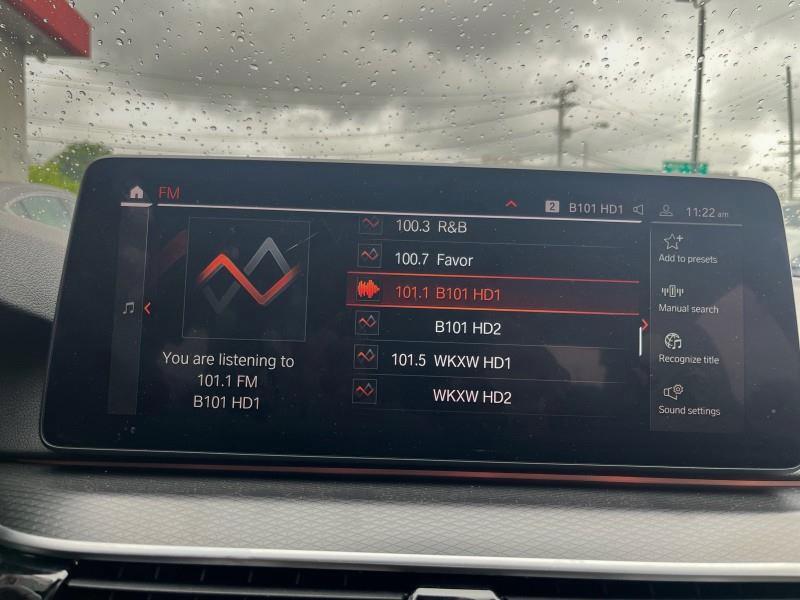 FM
2 B101 HD1 11:22 am
You are listening to
101.1 FM
B101 HD1
100.3 R&B
100.7 Favor
101.1 B101 HD1
B101 HD2
101.5 WKXW HD1
WKXW HD2
Add to presets
Manual search
Recognize title
Sound settings